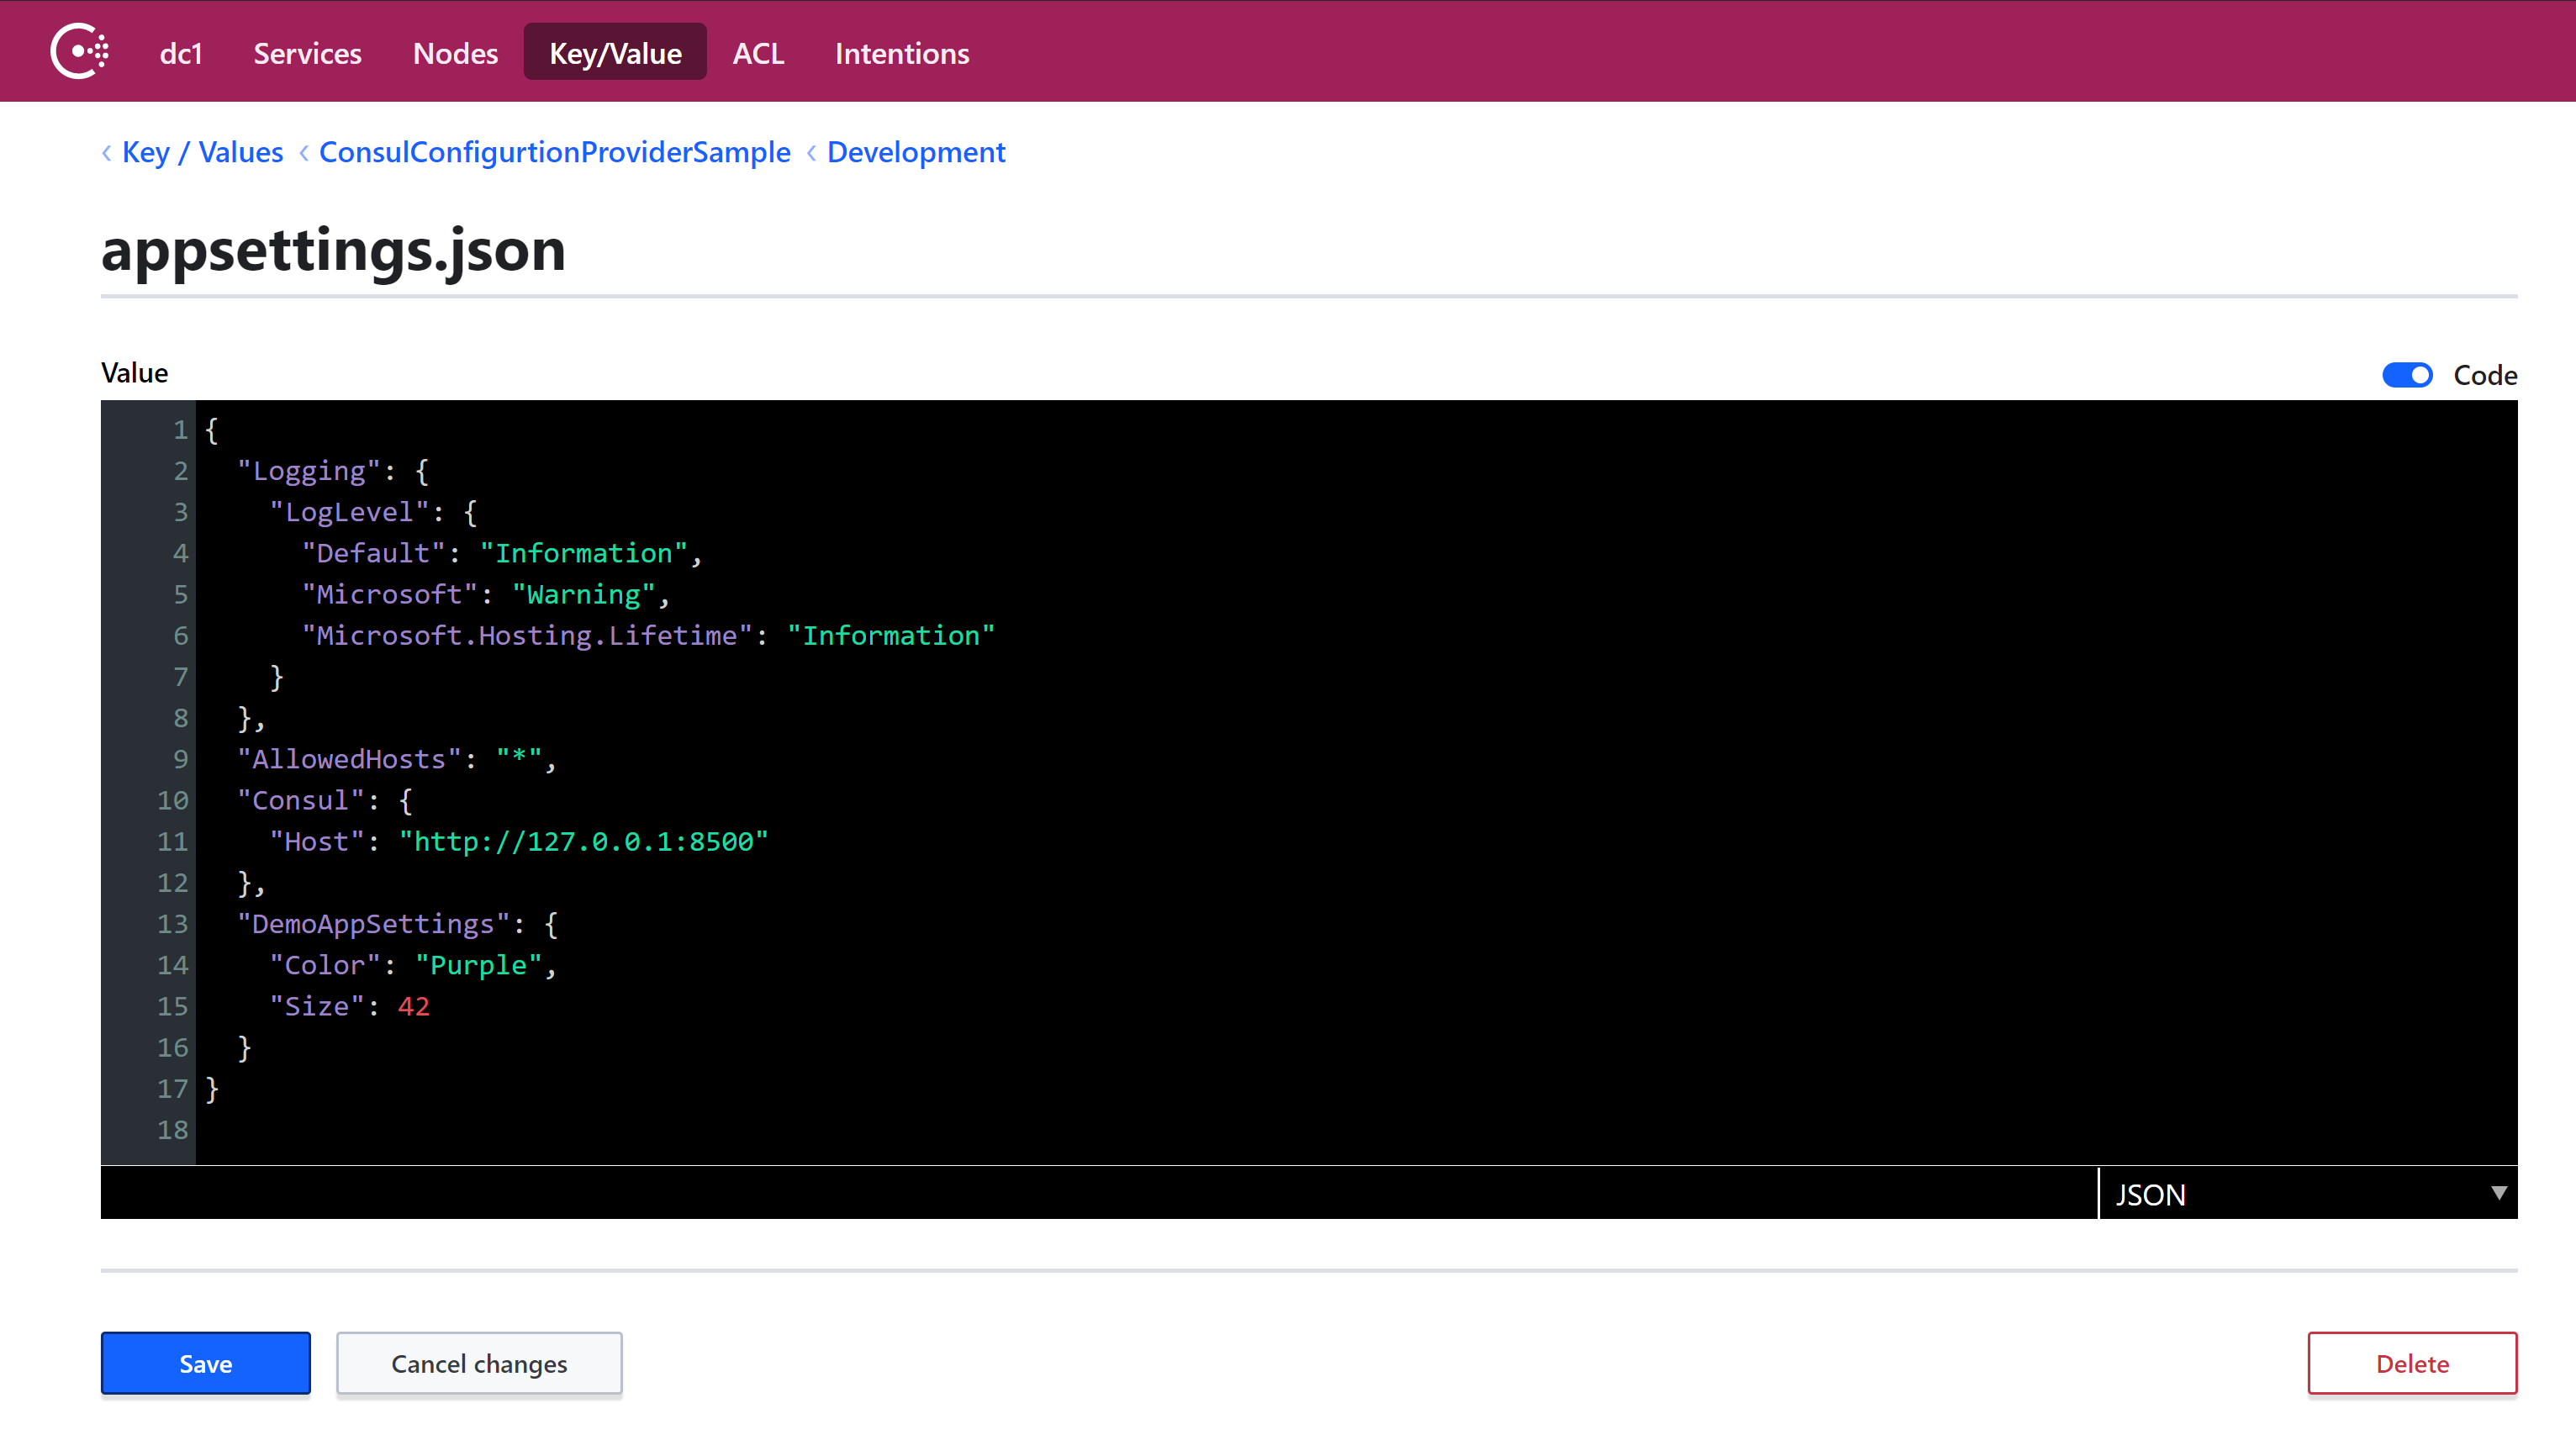 dc1 Services Nodes Key/Value ACL Intentions
‹ Key / Values ‹ ConsulConfigurtionProviderSample ‹ Development
appsettings.json
Value Code
1 {
2   "Logging": {
3     "LogLevel": {
4       "Default": "Information",
5       "Microsoft": "Warning",
6       "Microsoft.Hosting.Lifetime": "Information"
7     }
8   },
9   "AllowedHosts": "*",
10   "Consul": {
11     "Host": "http://127.0.0.1:8500"
12   },
13   "DemoAppSettings": {
14     "Color": "Purple",
15     "Size": 42
16   }
17 }
18
JSON
Save Cancel changes Delete